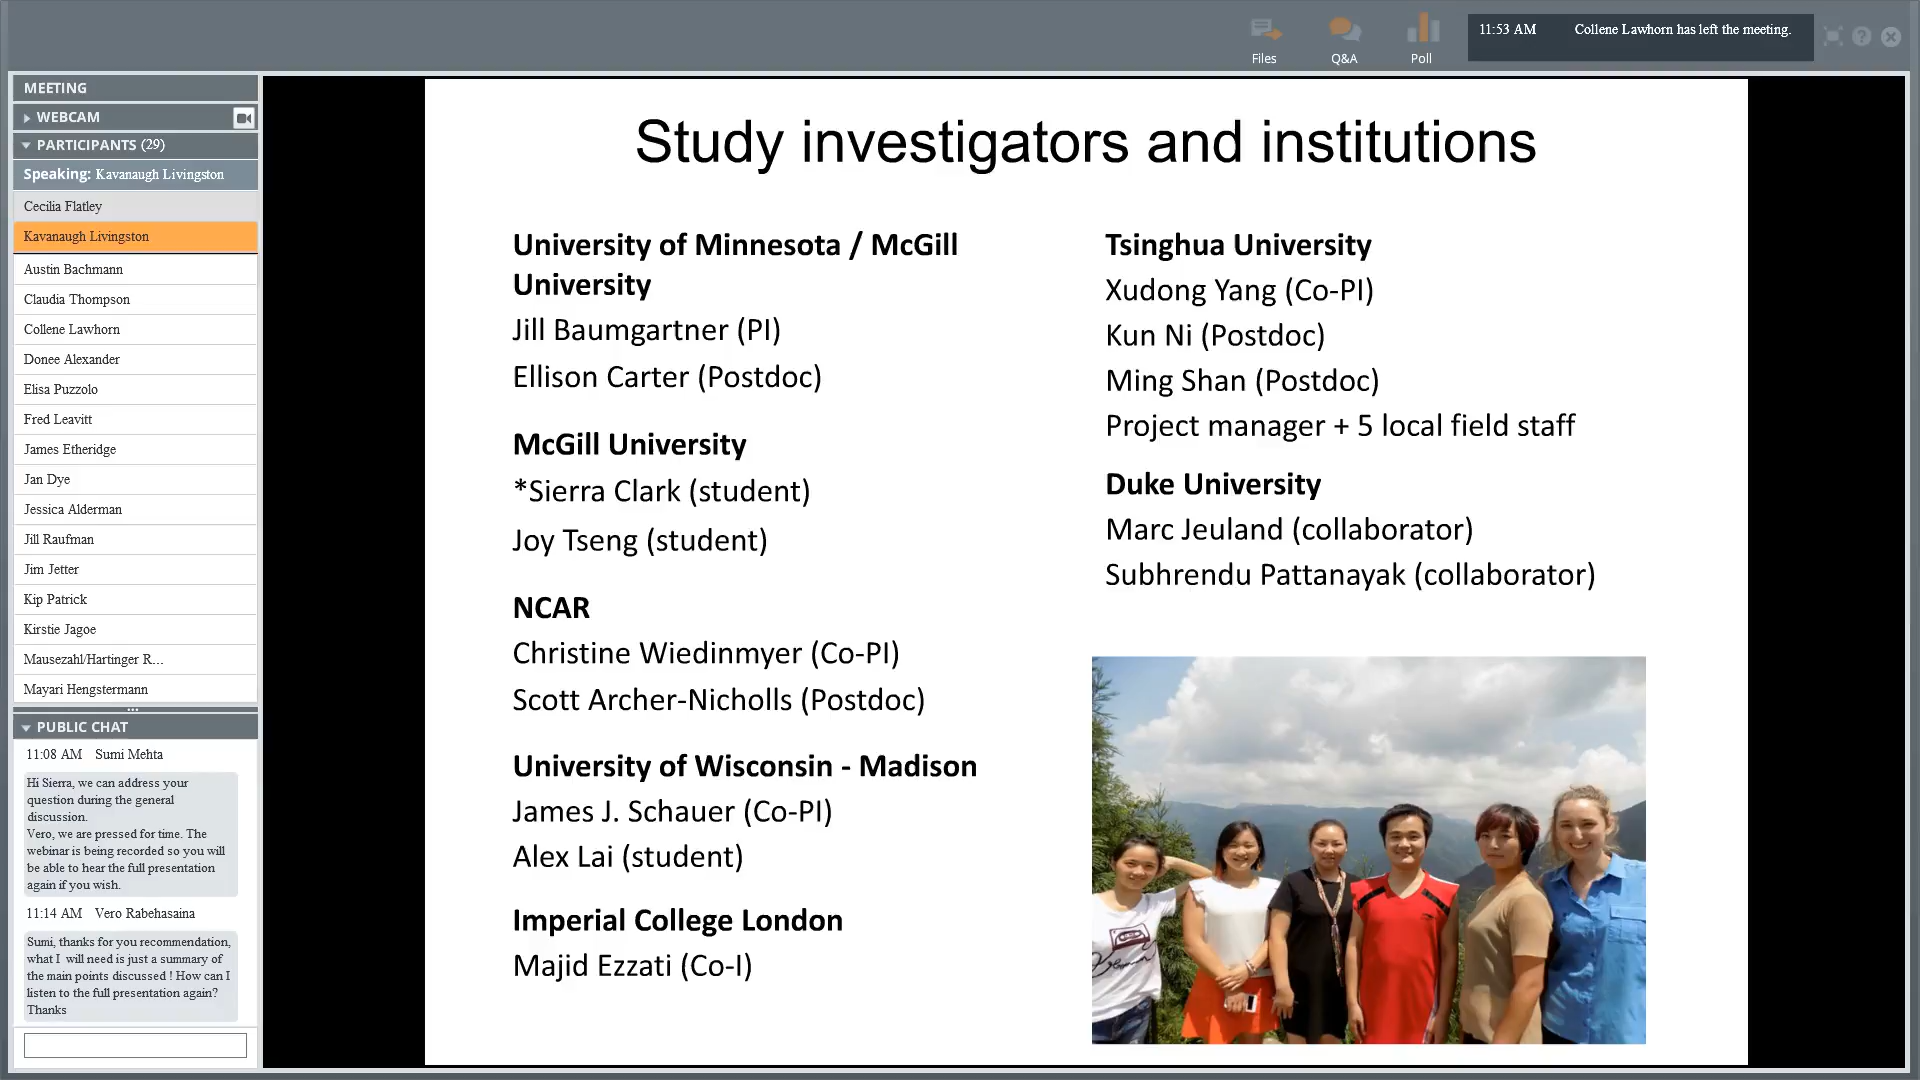 Files
Q&A
Poll
11:53 AM Collene Lawhorn has left the meeting.
MEETING
WEBCAM
PARTICIPANTS (29)
Speaking: Kavanaugh Livingston
Cecilia Flatley
Kavanaugh Livingston
Austin Bachmann
Claudia Thompson
Collene Lawhorn
Donee Alexander
Elisa Puzzolo
Fred Leavitt
James Etheridge
Jan Dye
Jessica Alderman
Jill Raufman
Jim Jetter
Kip Patrick
Kirstie Jagoe
Mausezahl/Hartinger R...
Mayari Hengstermann
PUBLIC CHAT
11:08 AM Sumi Mehta
Hi Sierra, we can address your
question during the general
discussion.
Vero, we are pressed for time. The
webinar is being recorded so you will
be able to hear the full presentation
again if you wish.
11:14 AM Vero Rabehasaina
Sumi, thanks for you recommendation,
what I will need is just a summary of
the main points discussed ! How can I
listen to the full presentation again?
Thanks
Study investigators and institutions
University of Minnesota / McGill
University
Jill Baumgartner (PI)
Ellison Carter (Postdoc)
McGill University
*Sierra Clark (student)
Joy Tseng (student)
NCAR
Christine Wiedinmyer (Co-PI)
Scott Archer-Nicholls (Postdoc)
University of Wisconsin - Madison
James J. Schauer (Co-PI)
Alex Lai (student)
Imperial College London
Majid Ezzati (Co-I)
Tsinghua University
Xudong Yang (Co-PI)
Kun Ni (Postdoc)
Ming Shan (Postdoc)
Project manager + 5 local field staff
Duke University
Marc Jeuland (collaborator)
Subhrendu Pattanayak (collaborator)